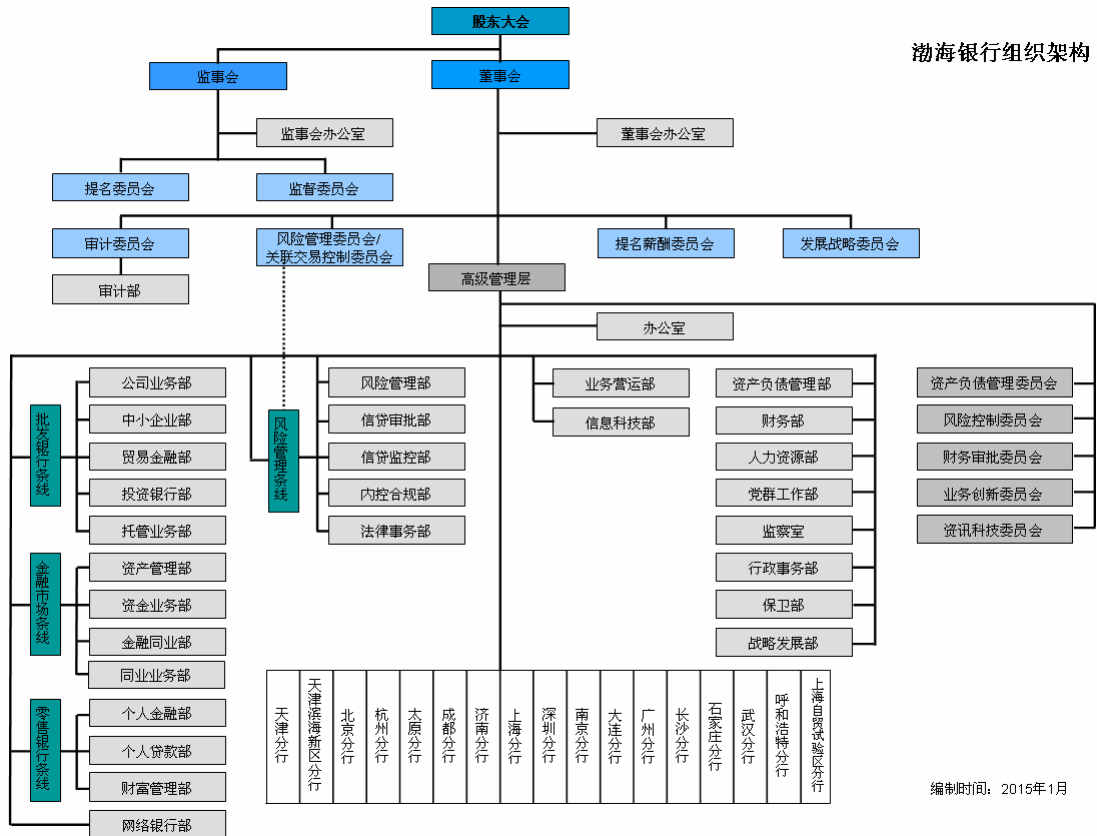 股东大会
渤海银行组织架构
监事会
董事会
监事会办公室
董事会办公室
提名委员会
监督委员会
审计委员会
风险管理委员会/
关联交易控制委员会
提名薪酬委员会
发展战略委员会
高级管理层
审计部
办公室
批发银行条线
公司业务部
中小企业部
贸易金融部
投资银行部
托管业务部
金融市场条线
资产管理部
资金业务部
金融同业部
同业业务部
零售银行条线
个人金融部
个人贷款部
财富管理部
网络银行部
风险管理条线
风险管理部
信贷审批部
信贷监控部
内控合规部
法律事务部
业务营运部
信息科技部
资产负债管理部
财务部
人力资源部
党群工作部
监察室
行政事务部
保卫部
战略发展部
资产负债管理委员会
风险控制委员会
财务审批委员会
业务创新委员会
资讯科技委员会
天津分行
天津滨海新区分行
北京分行
杭州分行
太原分行
成都分行
济南分行
上海分行
深圳分行
南京分行
大连分行
广州分行
长沙分行
石家庄分行
武汉分行
呼和浩特分行
上海自贸试验区分行
编制时间：2015年1月